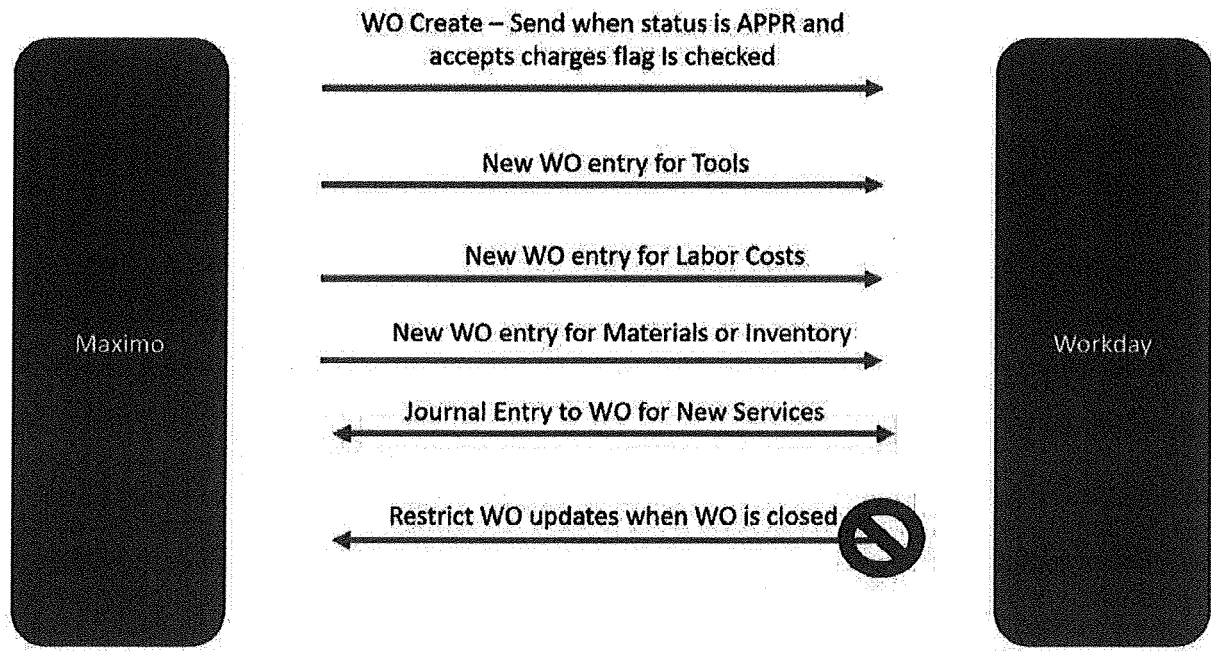 WO Create – Send when status is APPR and
accepts charges flag is checked
New WO entry for Tools
New WO entry for Labor Costs
New WO entry for Materials or Inventory
Journal Entry to WO for New Services
Restrict WO updates when WO is closed
Maximo
Workday